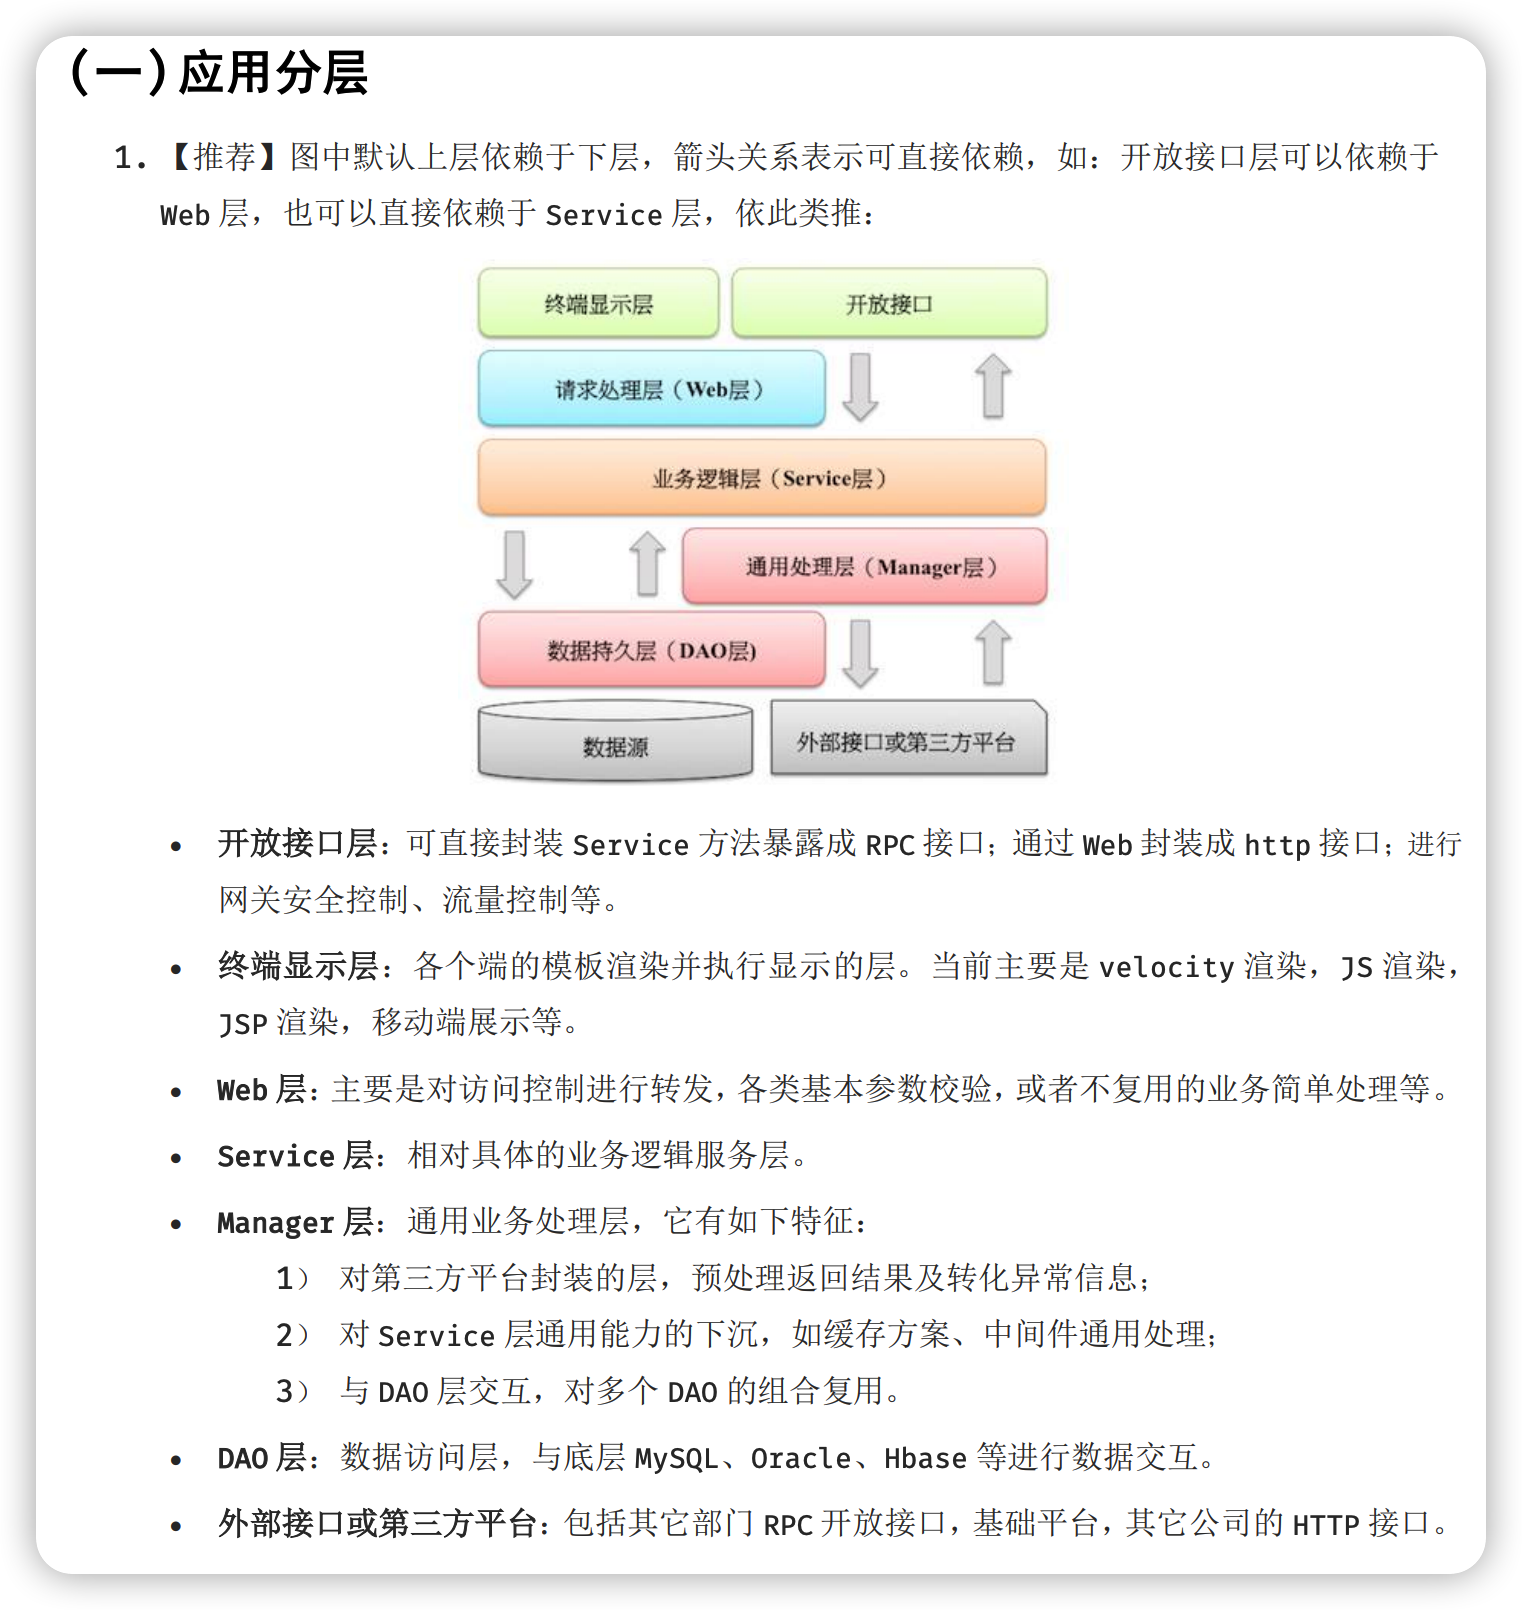 （一）应用分层
1. 【推荐】图中默认上层依赖于下层，箭头关系表示可直接依赖，如：开放接口层可以依赖于
Web 层，也可以直接依赖于 Service 层，依此类推：
终端显示层
开放接口
请求处理层（Web层）
业务逻辑层（Service层）
通用处理层（Manager层）
数据持久层（DAO层)
数据源
外部接口或第三方平台
• 开放接口层：可直接封装 Service 方法暴露成 RPC 接口；通过 Web 封装成 http 接口；进行
网关安全控制、流量控制等。
• 终端显示层：各个端的模板渲染并执行显示的层。当前主要是 velocity 渲染，JS 渲染，
JSP 渲染，移动端展示等。
• Web 层：主要是对访问控制进行转发，各类基本参数校验，或者不复用的业务简单处理等。
• Service 层：相对具体的业务逻辑服务层。
• Manager 层：通用业务处理层，它有如下特征：
1） 对第三方平台封装的层，预处理返回结果及转化异常信息；
2） 对 Service 层通用能力的下沉，如缓存方案、中间件通用处理；
3） 与 DAO 层交互，对多个 DAO 的组合复用。
• DAO 层：数据访问层，与底层 MySQL、Oracle、Hbase 等进行数据交互。
• 外部接口或第三方平台：包括其它部门 RPC 开放接口，基础平台，其它公司的 HTTP 接口。